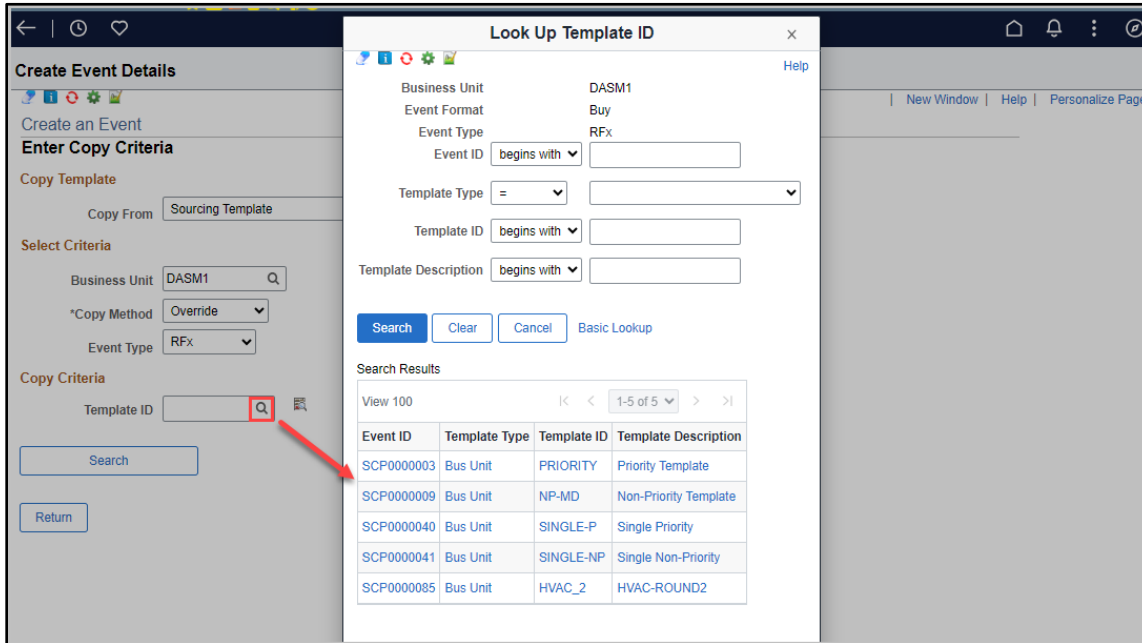 Create Event Details
New Window | Help | Personalize Page
Create an Event
Enter Copy Criteria
Copy Template
Copy From Sourcing Template
Select Criteria
Business Unit DASM1
*Copy Method Override
Event Type RFx
Copy Criteria
Template ID
Search
Return
Look Up Template ID
Help
Business Unit DASM1
Event Format Buy
Event Type RFx
Event ID begins with
Template Type =
Template ID begins with
Template Description begins with
Search Clear Cancel Basic Lookup
Search Results
View 100 1-5 of 5
Event ID Template Type Template ID Template Description
SCP0000003 Bus Unit PRIORITY Priority Template
SCP0000009 Bus Unit NP-MD Non-Priority Template
SCP0000040 Bus Unit SINGLE-P Single Priority
SCP0000041 Bus Unit SINGLE-NP Single Non-Priority
SCP0000085 Bus Unit HVAC_2 HVAC-ROUND2